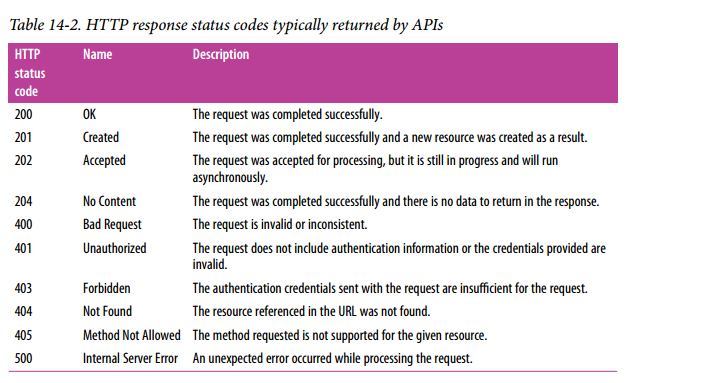 Table 14-2. HTTP response status codes typically returned by APIs
HTTP status code Name Description
200 OK The request was completed successfully.
201 Created The request was completed successfully and a new resource was created as a result.
202 Accepted The request was accepted for processing, but it is still in progress and will run
asynchronously.
204 No Content The request was completed successfully and there is no data to return in the response.
400 Bad Request The request is invalid or inconsistent.
401 Unauthorized The request does not include authentication information or the credentials provided are
invalid.
403 Forbidden The authentication credentials sent with the request are insufficient for the request.
404 Not Found The resource referenced in the URL was not found.
405 Method Not Allowed The method requested is not supported for the given resource.
500 Internal Server Error An unexpected error occurred while processing the request.